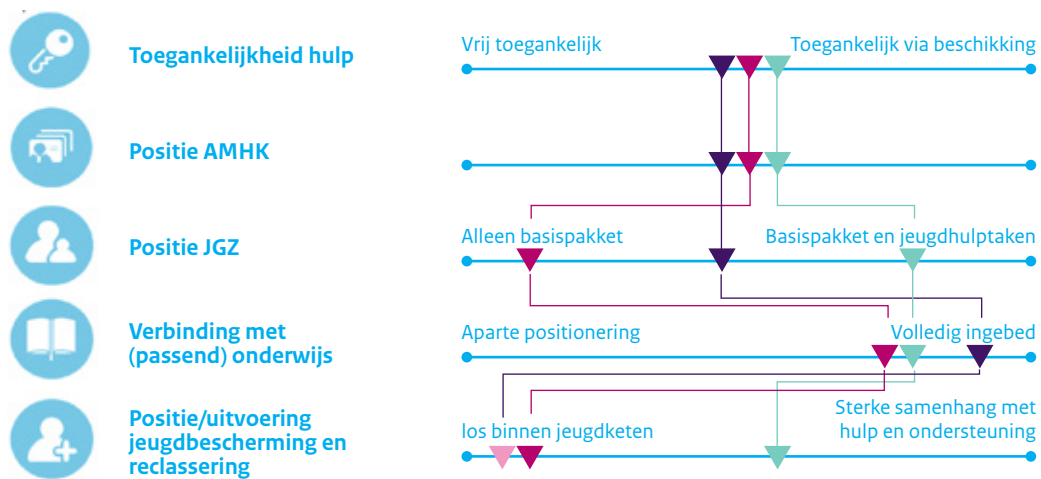 Toegankelijkheid hulp
Vrij toegankelijk
Toegankelijk via beschikking
Positie AMHK
Positie JGZ
Alleen basispakket
Basispakket en jeugdhulptaken
Verbinding met
(passend) onderwijs
Aparte positionering
Volledig ingebed
Positie/uitvoering
jeugdbescherming en
reclassering
los binnen jeugdketen
Sterke samenhang met
hulp en ondersteuning